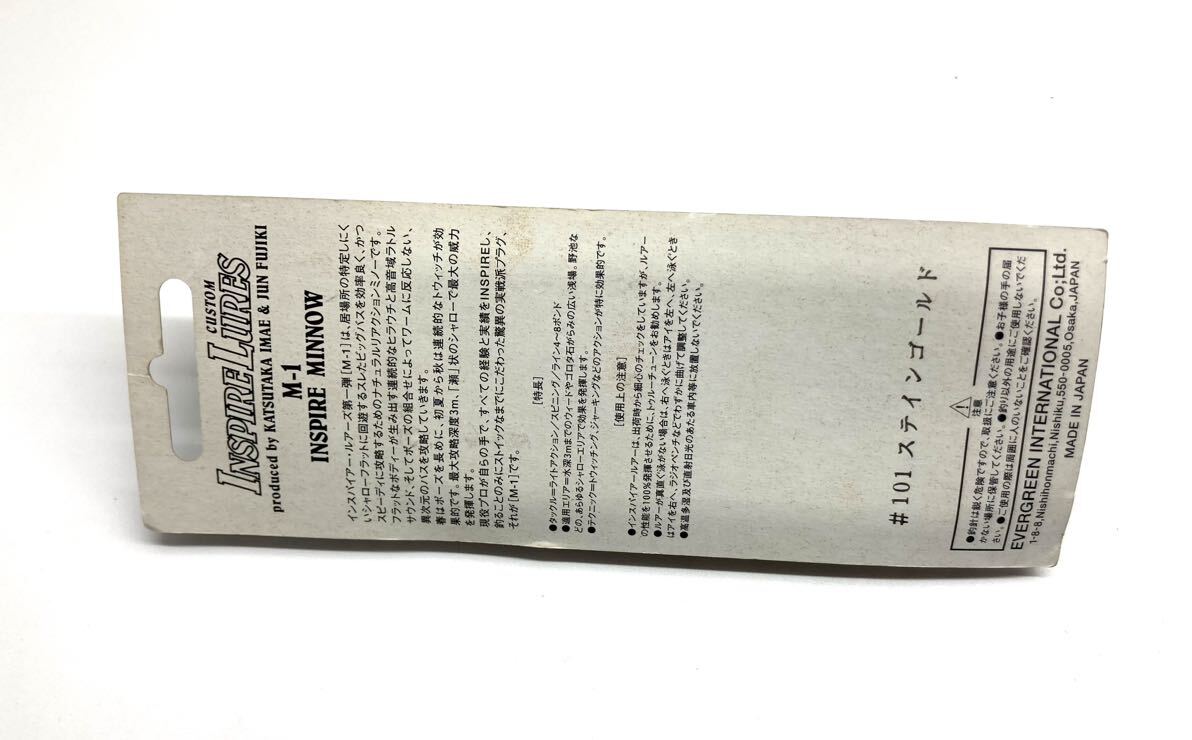 CUSTOM
INSPIRE LURES
produced by KATSUTAKA IMAE & JUN FUJIKI
M-1
INSPIRE MINNOW
インスパイアー・ルアーズ第一弾[M-1]は、居場所の特定しにく
いシャローフラットに回遊するスレたビッグバスを効率良く、かつ
スピーディに攻略するためのナチュラルリアクションミノーです。
フラットなボディーが生み出す連続的なヒラウチと高音域ラトル
サウンド、そしてポーズの組合せによってワームに反応しない、
異次元のバスを攻略していきます。
春はポーズを長めに、初夏から秋は連続的なトウィッチが効
果的です。最大攻略深度3m、「瀬」状のシャローで最大の威力
を発揮します。
現役プロが自らの手で、すべての経験と実績をINSPIREし、
釣ることのみにストイックなまでにこだわった驚異の実戦派プラグ、
それが[M-1]です。
[特長]
●タックル=ライトアクション/スピニング/ライン4〜8ポンド
●適用エリア=水深3mまでのウィードやゴロタ石がらみの広い浅場。野池な
どの、あらゆるシャローエリアで効果を発揮します。
●テクニック=トウィッチング、ジャーキングなどのアクションが特に効果的です。
[使用上の注意]
●インスパイアールアーは、出荷時から細心のチェックをしていますが、ルアー
の性能を100%発揮させるために、トゥルーチューンをお勧めします。
●ルアーが真直ぐ泳がない場合は、右へ泳ぐときはアイを左へ、左へ泳ぐとき
はアイを右へ、ラジオペンチなどでわずかに曲げて調整してください。
●高温多湿及び直射日光のあたる車内等に放置しないでください。
#101 ステインゴールド
注意
●釣針は鋭く危険ですので、取扱にご注意ください。●お子様の手の届
かない場所に保管してください。●釣り以外の用途にご使用しないでくだ
さい。●ご使用の際は周囲に人のいないことをご確認ください。
EVERGREEN INTERNATIONAL Co;Ltd.
1-8-8,Nishihonmachi,Nishiku,550-0005,Osaka,JAPAN
MADE IN JAPAN